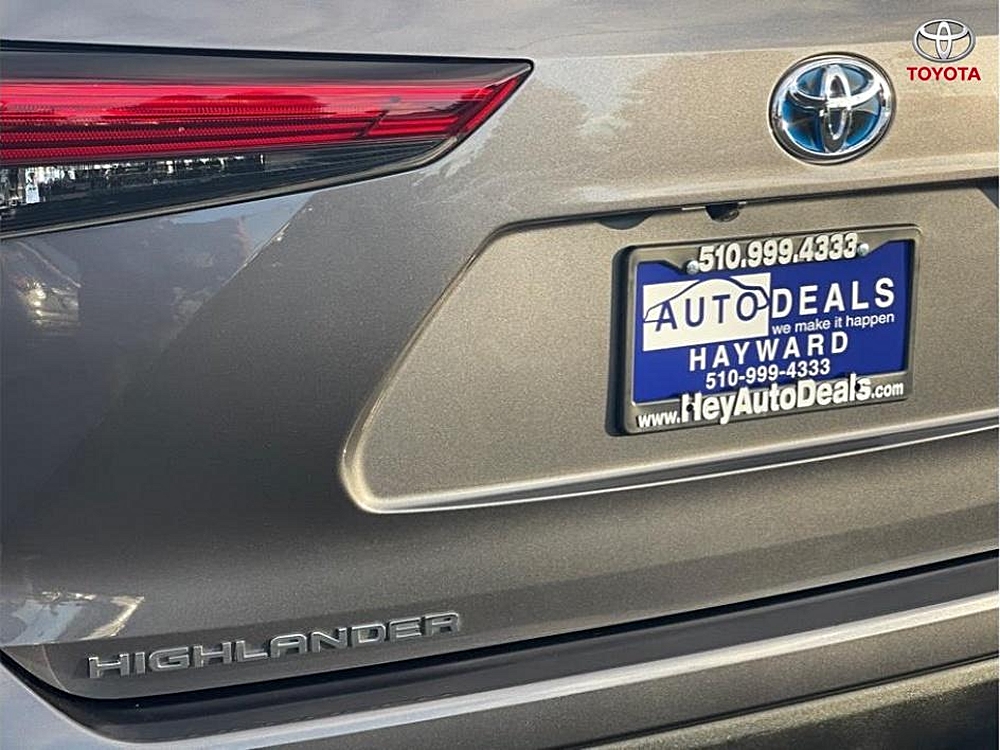 TOYOTA
510.999.4333
AUTO DEALS
we make it happen
HAYWARD
510-999-4333
www.HeyAutoDeals.com
HIGHLANDER